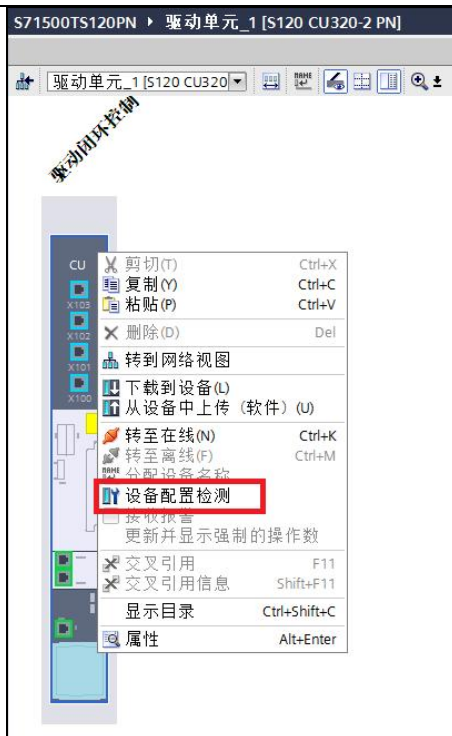 S71500TS120PN ▸ 驱动单元_1 [S120 CU320-2 PN]
驱动单元_1 [S120 CU320
驱动闭环控制
CU
X103
X102
X101
X100
剪切(T) Ctrl+X
复制(Y) Ctrl+C
粘贴(P) Ctrl+V
删除(D) Del
转到网络视图
下载到设备(L)
从设备中上传（软件）(U)
转至在线(N) Ctrl+K
转至离线(F) Ctrl+M
分配设备名称
设备配置检测
接收报警
更新并显示强制的操作数
交叉引用 F11
交叉引用信息 Shift+F11
显示目录 Ctrl+Shift+C
属性 Alt+Enter